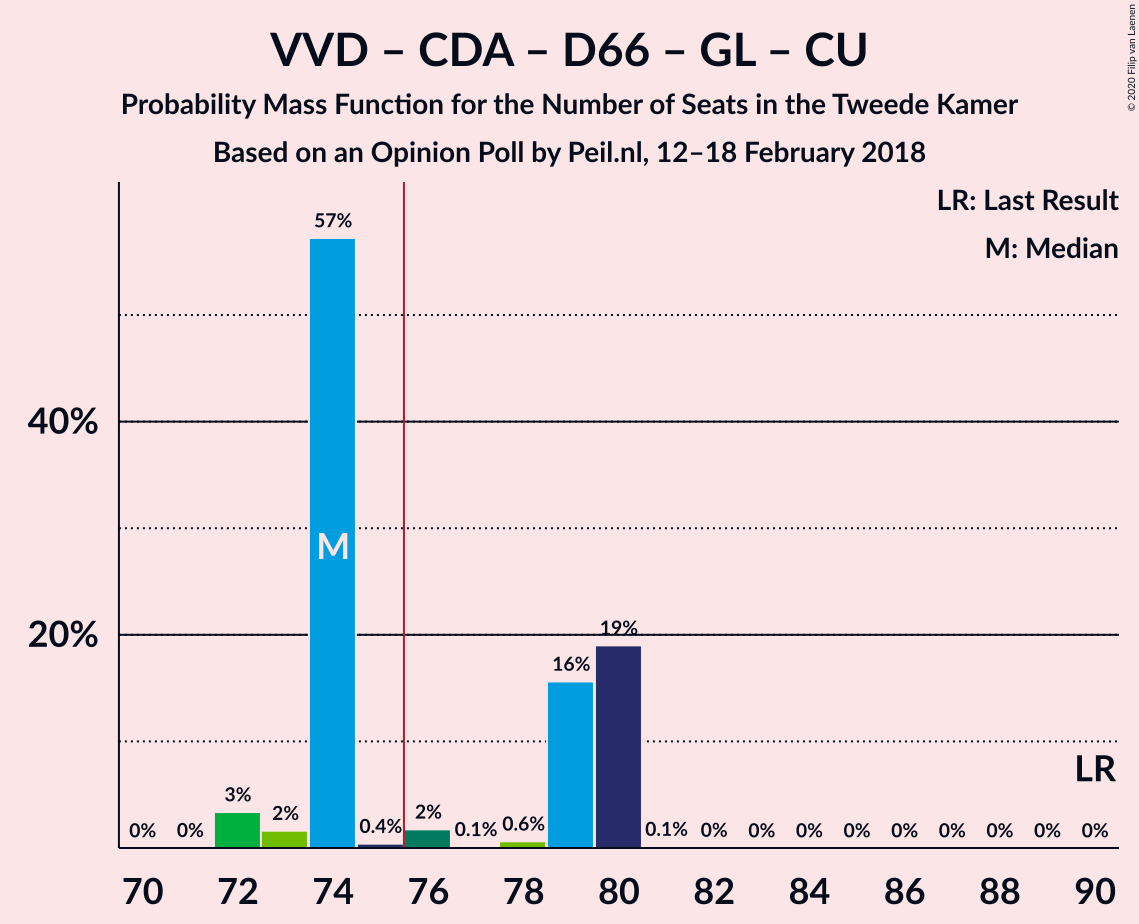 VVD – CDA – D66 – GL – CU
Probability Mass Function for the Number of Seats in the Tweede Kamer
Based on an Opinion Poll by Peil.nl, 12–18 February 2018
© 2020 Filip van Laenen
LR: Last Result
M: Median
57%
40%
M
20%
19%
16%
LR
3%
2%
2%
0.6%
0% 0% 0.4% 0.1% 0.1% 0% 0% 0% 0% 0% 0% 0% 0% 0%
70 72 74 76 78 80 82 84 86 88 90